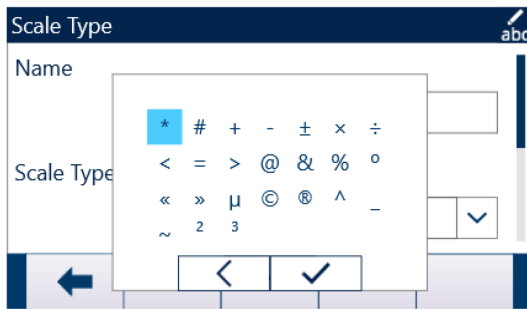 Scale Type
abc
Name
* # + - ± × ÷
< = > @ & % º
Scale Type
« » µ © ® ^ _
~ ² ³